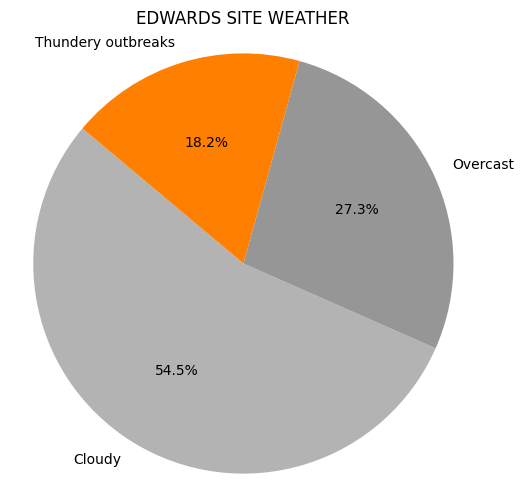 EDWARDS SITE WEATHER
Thundery outbreaks
18.2%
Overcast
27.3%
54.5%
Cloudy